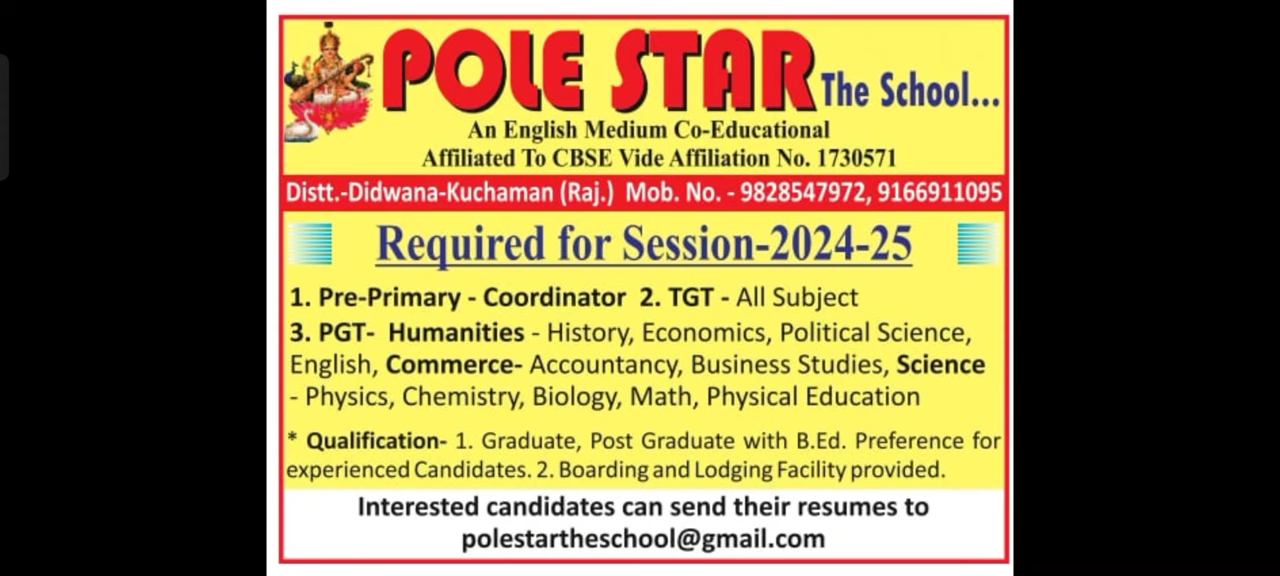 POLE STAR The School...
An English Medium Co-Educational
Affiliated To CBSE Vide Affiliation No. 1730571
Distt.-Didwana-Kuchaman (Raj.) Mob. No. - 9828547972, 9166911095
Required for Session-2024-25
1. Pre-Primary - Coordinator 2. TGT - All Subject
3. PGT- Humanities - History, Economics, Political Science,
English, Commerce- Accountancy, Business Studies, Science
- Physics, Chemistry, Biology, Math, Physical Education
* Qualification- 1. Graduate, Post Graduate with B.Ed. Preference for
experienced Candidates. 2. Boarding and Lodging Facility provided.
Interested candidates can send their resumes to
polestartheschool@gmail.com